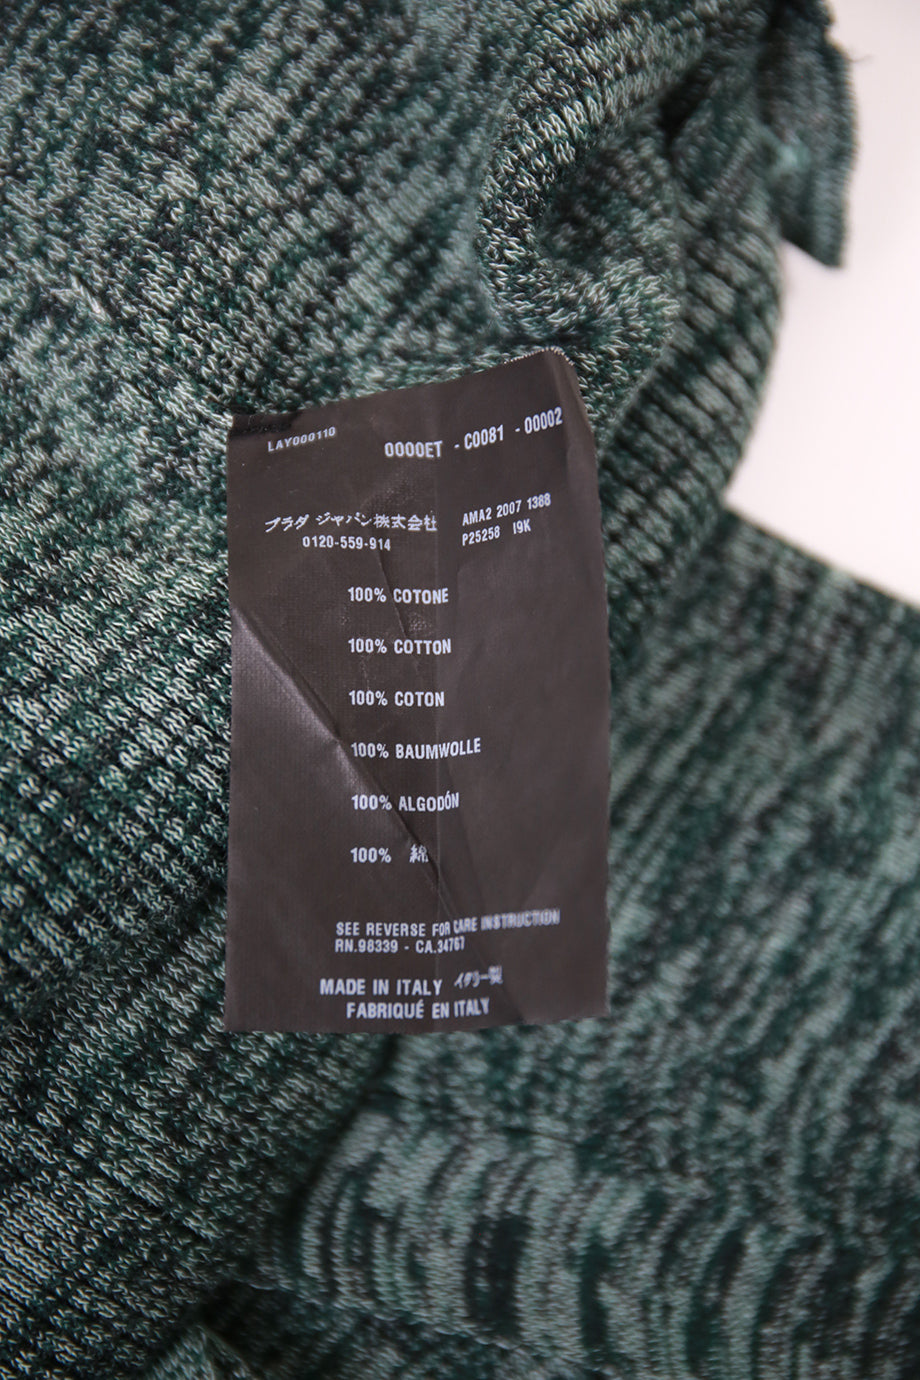 LAY000110
0000ET - C0081 - 00002
プラダ ジャパン株式会社
0120-559-914
AMA2 2007 1388
P25258 I9K
100% COTONE
100% COTTON
100% COTON
100% BAUMWOLLE
100% ALGODÓN
100% 綿
SEE REVERSE FOR CARE INSTRUCTION
RN.98339 - CA.34767
MADE IN ITALY イタリー製
FABRIQUÉ EN ITALY